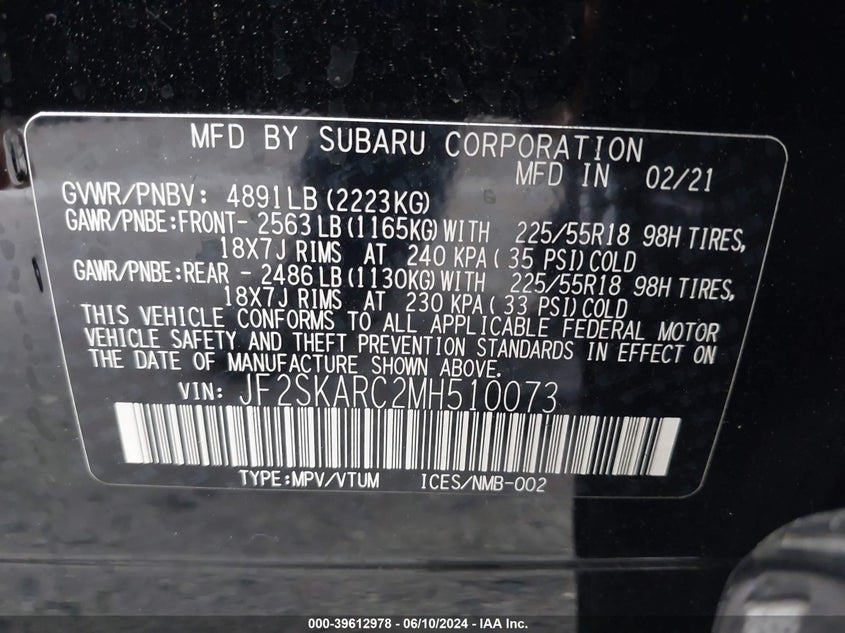 MFD BY SUBARU CORPORATION
MFD IN 02/21
GVWR/PNBV: 4891LB (2223KG)
GAWR/PNBE:FRONT- 2563 LB (1165KG) WITH 225/55R18 98H TIRES,
18X7J RIMS AT 240 KPA ( 35 PSI) COLD
GAWR/PNBE:REAR - 2486 LB (1130KG) WITH 225/55R18 98H TIRES,
18X7J RIMS AT 230 KPA ( 33 PSI) COLD
THIS VEHICLE CONFORMS TO ALL APPLICABLE FEDERAL MOTOR
VEHICLE SAFETY AND THEFT PREVENTION STANDARDS IN EFFECT ON
THE DATE OF MANUFACTURE SHOWN ABOVE.
VIN: JF2SKARC2MH510073
TYPE:MPV/VTUM ICES/NMB-002
000-39612978 - 06/10/2024 - IAA Inc.